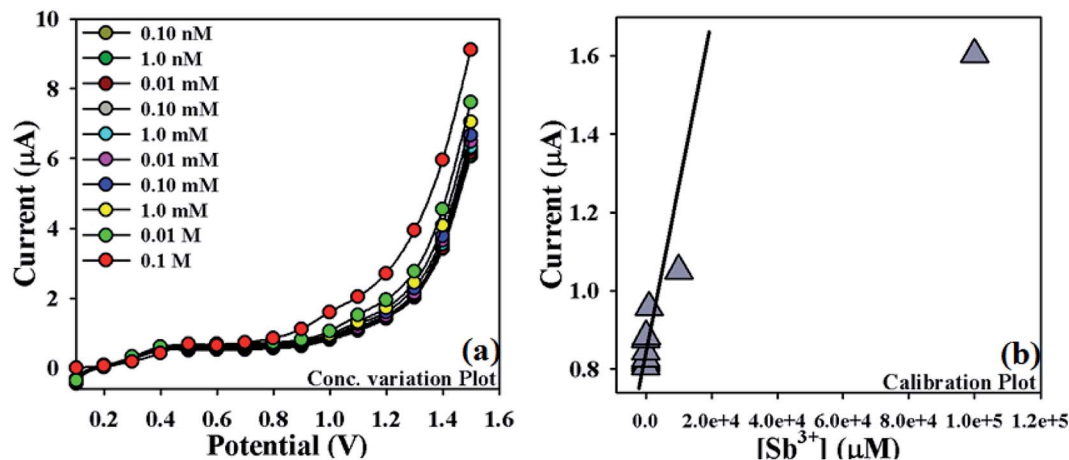 10
8
6
4
2
0
Current (µA)
0.10 nM
1.0 nM
0.01 mM
0.10 mM
1.0 mM
0.01 mM
0.10 mM
1.0 mM
0.01 M
0.1 M
(a)
Conc. variation Plot
0.2 0.4 0.6 0.8 1.0 1.2 1.4 1.6
Potential (V)
1.6
1.4
1.2
1.0
0.8
Current (µA)
(b)
Calibration Plot
0.0 2.0e+4 4.0e+4 6.0e+4 8.0e+4 1.0e+5 1.2e+5
[Sb³⁺] (µM)